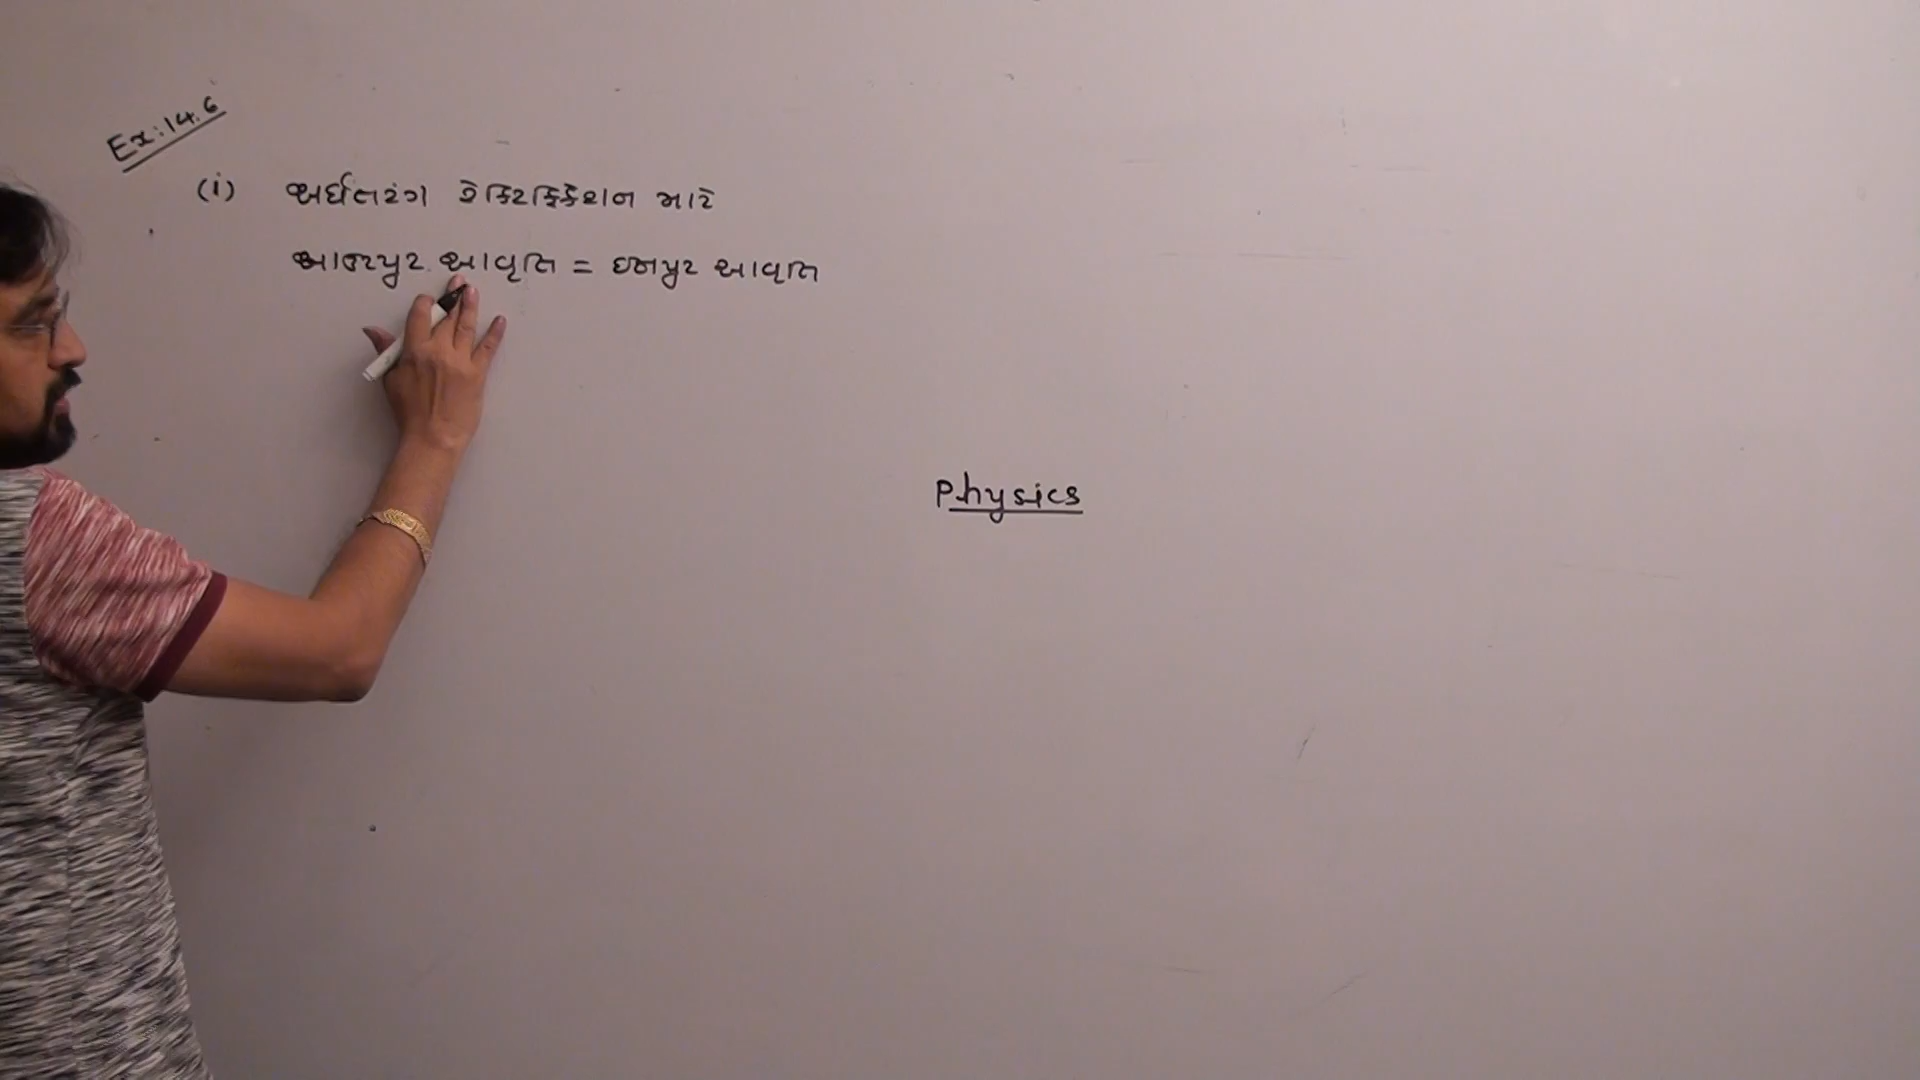 Ex:14.6
(i) અર્ધતરંગ રેક્ટિફિકેશન માટે
આઉટપુટ આવૃતિ = ઇનપુટ આવૃતિ
Physics